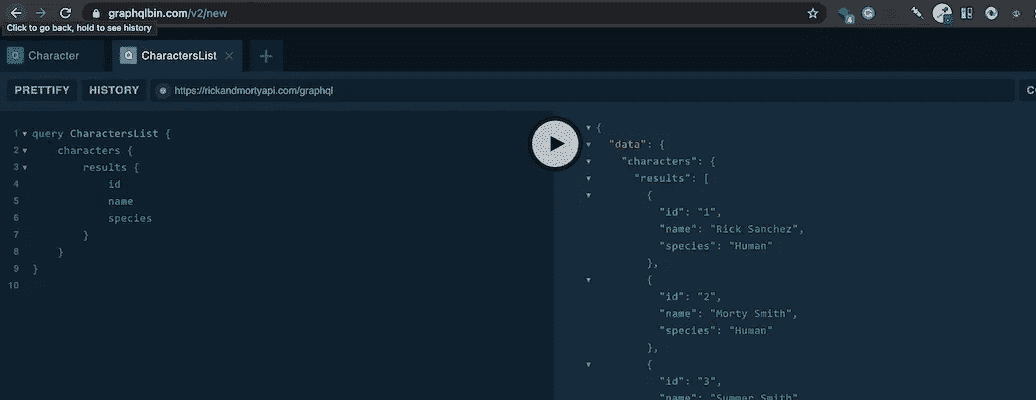 graphqlbin.com/v2/new
4
Click to go back, hold to see history
Q Character
Q CharactersList × +
PRETTIFY HISTORY https://rickandmortyapi.com/graphql CO
1 query CharactersList {
2 characters {
3 results {
4 id
5 name
6 species
7 }
8 }
9 }
10
{
"data": {
"characters": {
"results": [
{
"id": "1",
"name": "Rick Sanchez",
"species": "Human"
},
{
"id": "2",
"name": "Morty Smith",
"species": "Human"
},
{
"id": "3",
"name": "Summer Smith"